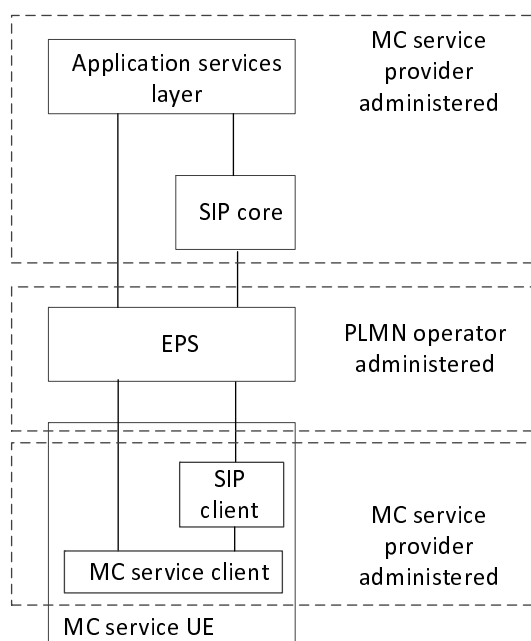 Application services
layer
MC service
provider
administered
SIP core
EPS
PLMN operator
administered
SIP
client
MC service client
MC service
provider
administered
MC service UE